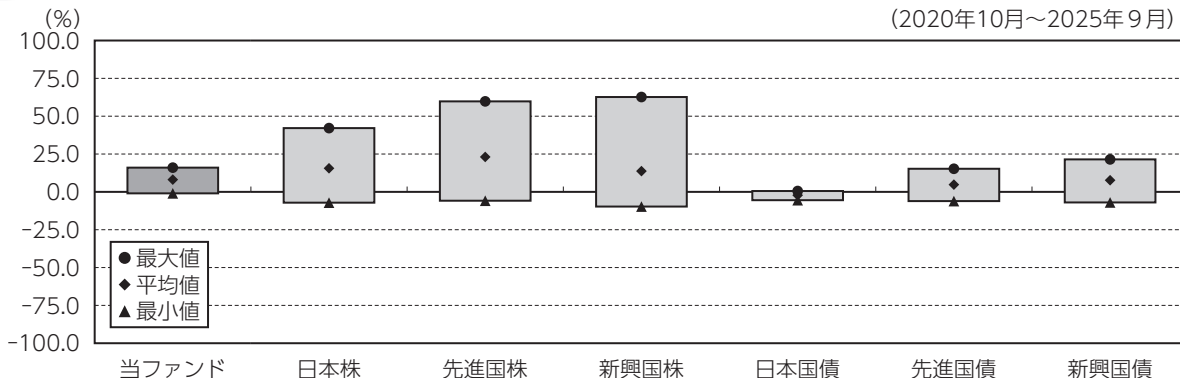 (%)
(2020年10月～2025年９月)
100.0
75.0
50.0
25.0
0.0
-25.0
-50.0
-75.0
-100.0
●最大値
◆平均値
▲最小値
当ファンド 日本株 先進国株 新興国株 日本国債 先進国債 新興国債